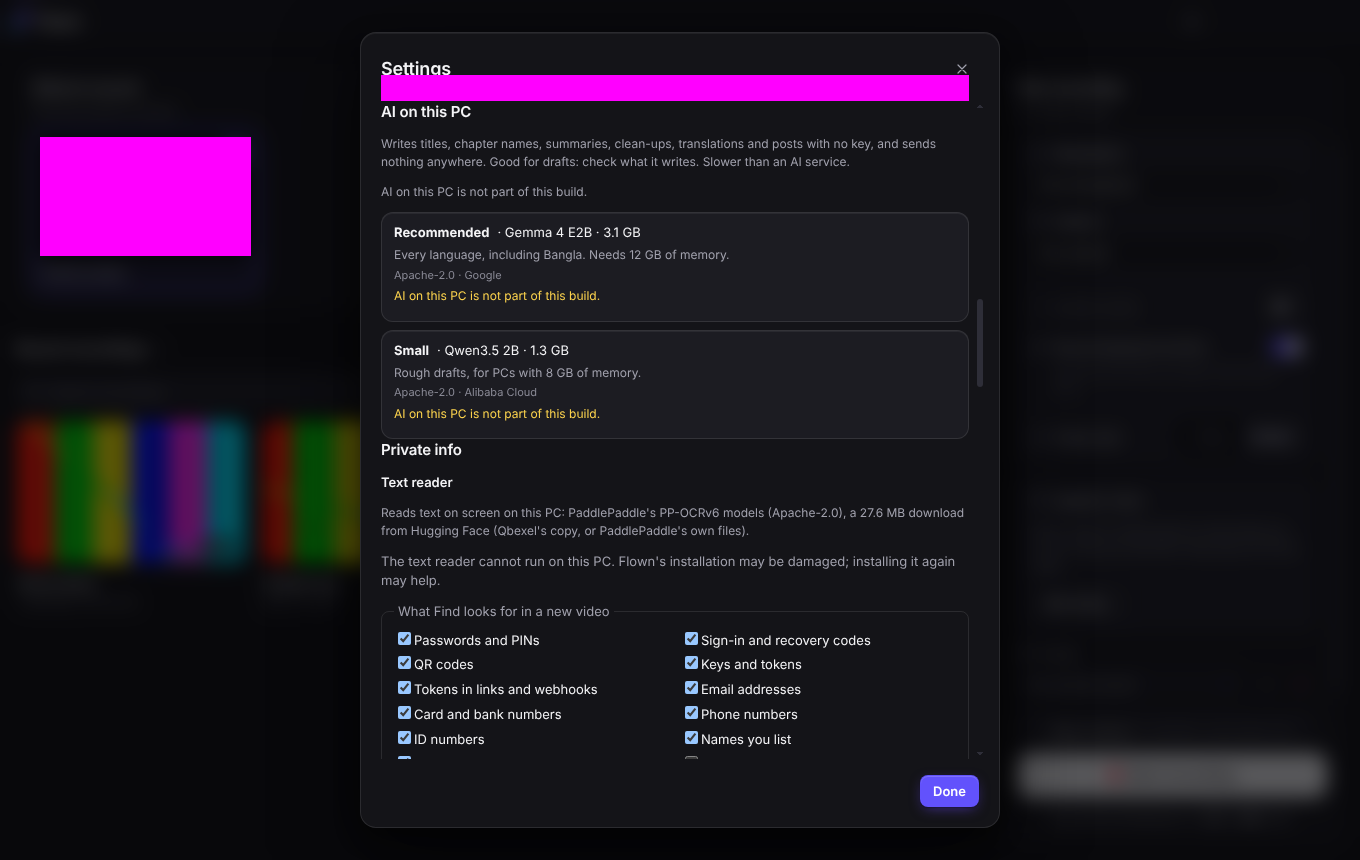 Settings
AI on this PC
Writes titles, chapter names, summaries, clean-ups, translations and posts with no key, and sends
nothing anywhere. Good for drafts: check what it writes. Slower than an AI service.
AI on this PC is not part of this build.
Recommended · Gemma 4 E2B · 3.1 GB
Every language, including Bangla. Needs 12 GB of memory.
Apache-2.0 · Google
AI on this PC is not part of this build.
Small · Qwen3.5 2B · 1.3 GB
Rough drafts, for PCs with 8 GB of memory.
Apache-2.0 · Alibaba Cloud
AI on this PC is not part of this build.
Private info
Text reader
Reads text on screen on this PC: PaddlePaddle's PP-OCRv6 models (Apache-2.0), a 27.6 MB download
from Hugging Face (Qbexel's copy, or PaddlePaddle's own files).
The text reader cannot run on this PC. Flown's installation may be damaged; installing it again
may help.
What Find looks for in a new video
Passwords and PINs
Sign-in and recovery codes
QR codes
Keys and tokens
Tokens in links and webhooks
Email addresses
Card and bank numbers
Phone numbers
ID numbers
Names you list
Done